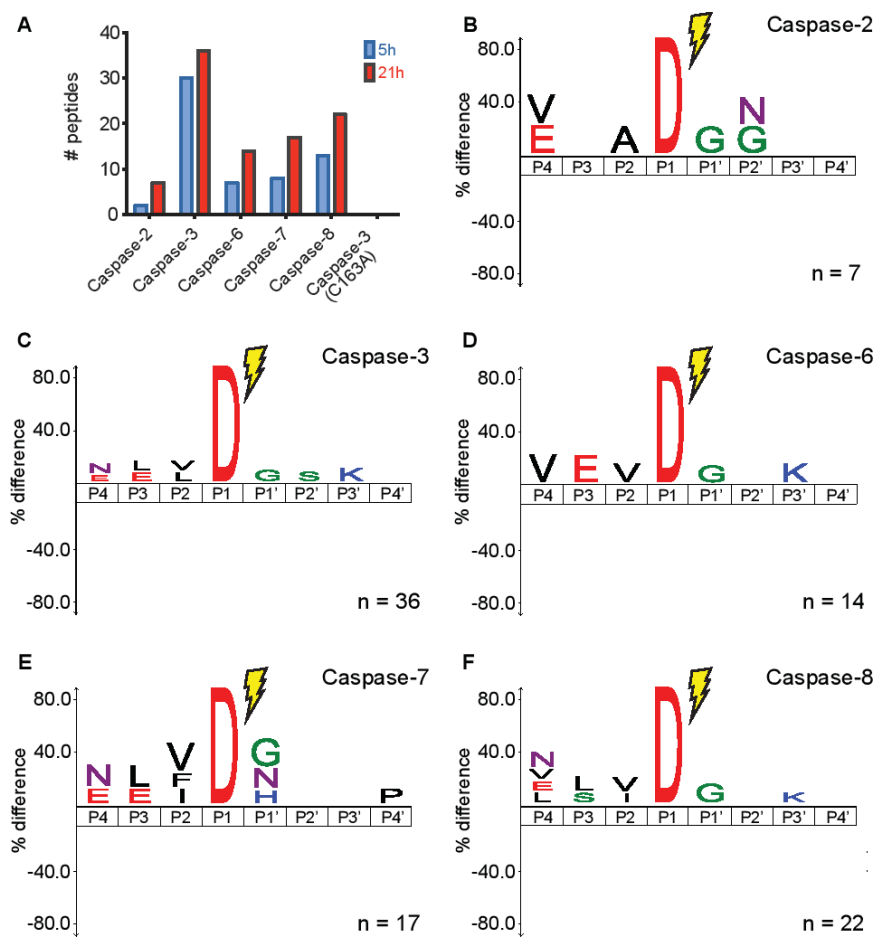 A
# peptides
40
30
20
10
0
5h
21h
Caspase-2
Caspase-3
Caspase-6
Caspase-7
Caspase-8
Caspase-3
(C163A)
B
Caspase-2
% difference
80.0
40.0
-40.0
-80.0
V
E
A
D
G
N
G
P4 P3 P2 P1 P1' P2' P3' P4'
n = 7
C
Caspase-3
% difference
80.0
40.0
-40.0
-80.0
N
E
L
E
V
L
D
G
S
K
P4 P3 P2 P1 P1' P2' P3' P4'
n = 36
D
Caspase-6
% difference
80.0
40.0
-40.0
-80.0
V
E
V
D
G
K
P4 P3 P2 P1 P1' P2' P3' P4'
n = 14
E
Caspase-7
% difference
80.0
40.0
-40.0
-80.0
N
E
L
E
V
F
I
D
G
N
H
P
P4 P3 P2 P1 P1' P2' P3' P4'
n = 17
F
Caspase-8
% difference
80.0
40.0
-40.0
-80.0
N
V
E
L
L
S
V
I
D
G
K
P4 P3 P2 P1 P1' P2' P3' P4'
n = 22